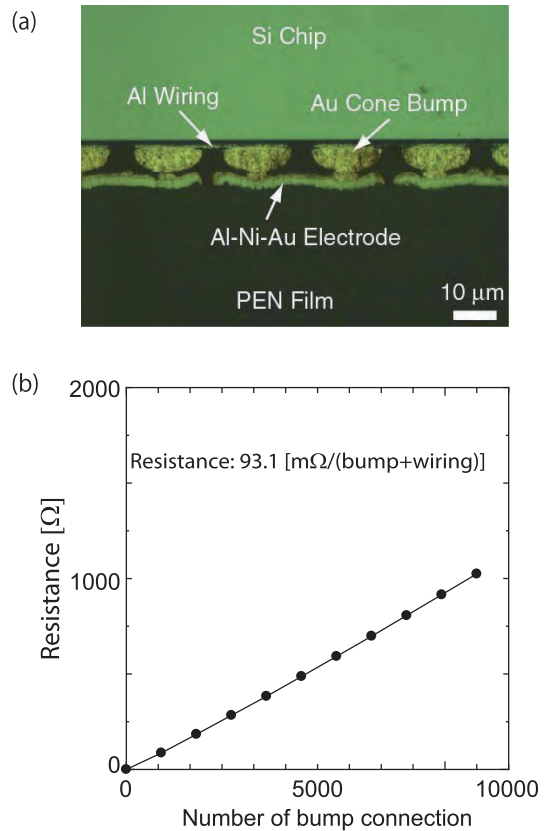 (a)
Si Chip
Al Wiring
Au Cone Bump
Al-Ni-Au Electrode
PEN Film
10 μm
(b)
2000
Resistance: 93.1 [mΩ/(bump+wiring)]
Resistance [Ω]
1000
0
0
5000
10000
Number of bump connection